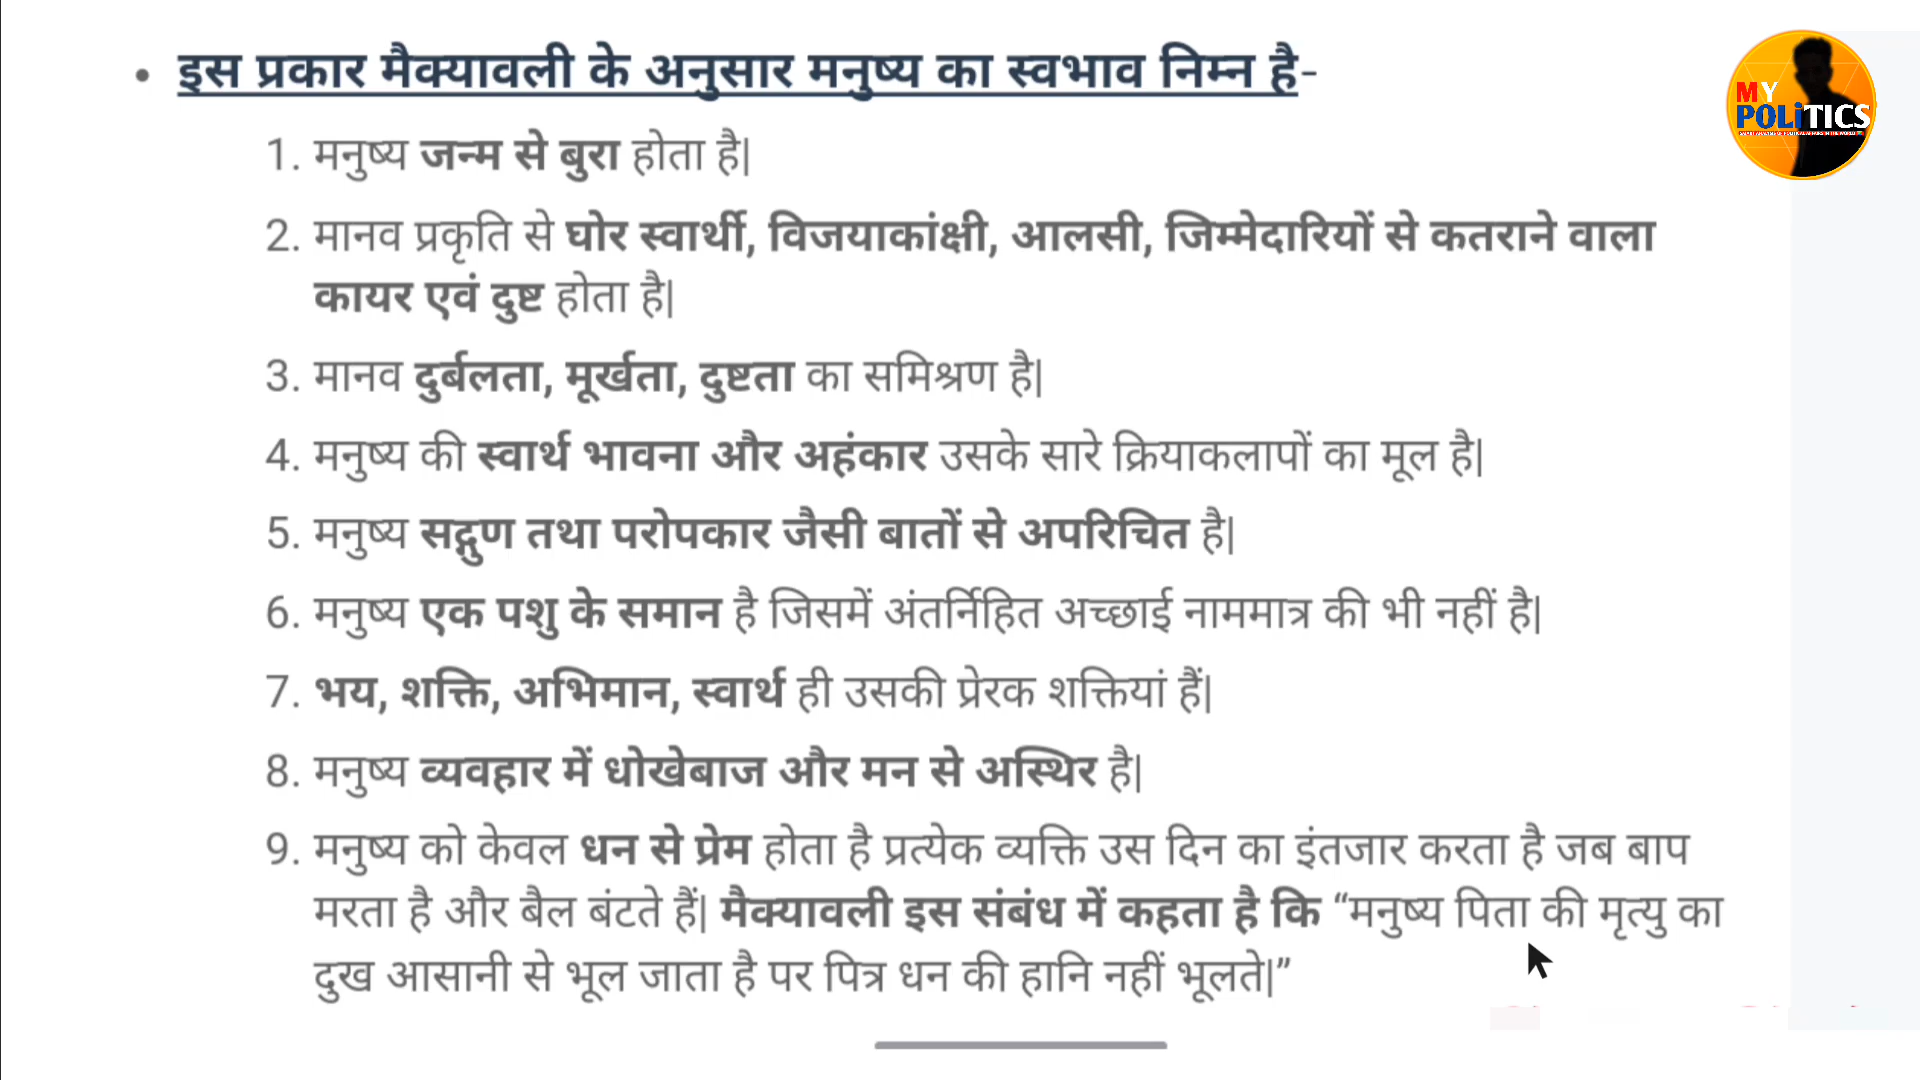 • इस प्रकार मैक्यावली के अनुसार मनुष्य का स्वभाव निम्न है-
MY
POLiTICS
1. मनुष्य जन्म से बुरा होता है|
2. मानव प्रकृति से घोर स्वार्थी, विजयाकांक्षी, आलसी, जिम्मेदारियों से कतराने वाला
कायर एवं दुष्ट होता है|
3. मानव दुर्बलता, मूर्खता, दुष्टता का समिश्रण है|
4. मनुष्य की स्वार्थ भावना और अहंकार उसके सारे क्रियाकलापों का मूल है|
5. मनुष्य सद्गुण तथा परोपकार जैसी बातों से अपरिचित है|
6. मनुष्य एक पशु के समान है जिसमें अंतर्निहित अच्छाई नाममात्र की भी नहीं है|
7. भय, शक्ति, अभिमान, स्वार्थ ही उसकी प्रेरक शक्तियां हैं|
8. मनुष्य व्यवहार में धोखेबाज और मन से अस्थिर है|
9. मनुष्य को केवल धन से प्रेम होता है प्रत्येक व्यक्ति उस दिन का इंतजार करता है जब बाप
मरता है और बैल बंटते हैं| मैक्यावली इस संबंध में कहता है कि “मनुष्य पिता की मृत्यु का
दुख आसानी से भूल जाता है पर पित्र धन की हानि नहीं भूलते|”